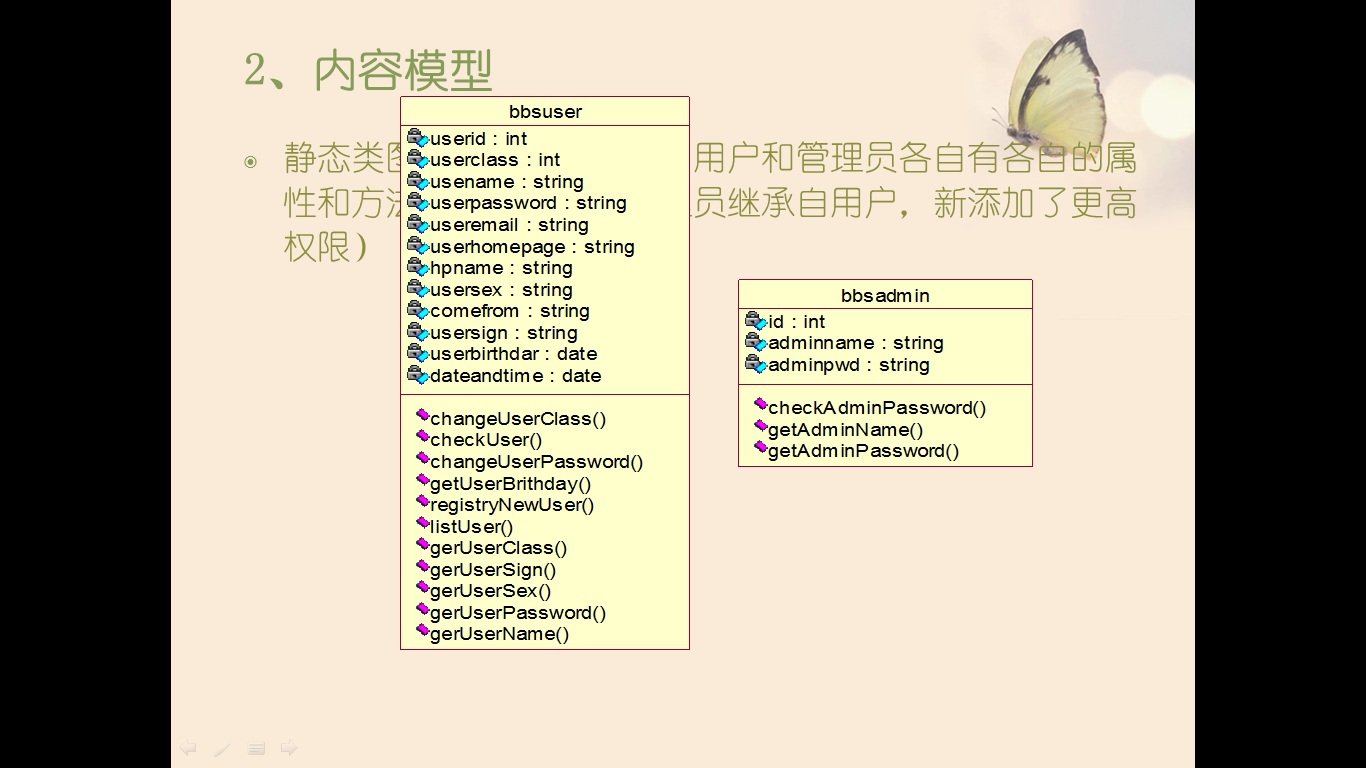 2、内容模型
静态类
用户和管理员各自有各自的属
性和方
员继承自用户，新添加了更高
权限）
bbsuser
userid : int
userclass : int
usename : string
userpassword : string
useremail : string
userhomepage : string
hpname : string
usersex : string
comefrom : string
usersign : string
userbirthdar : date
dateandtime : date
changeUserClass()
checkUser()
changeUserPassword()
getUserBrithday()
registryNewUser()
listUser()
gerUserClass()
gerUserSign()
gerUserSex()
gerUserPassword()
gerUserName()
bbsadmin
id : int
adminname : string
adminpwd : string
checkAdminPassword()
getAdminName()
getAdminPassword()